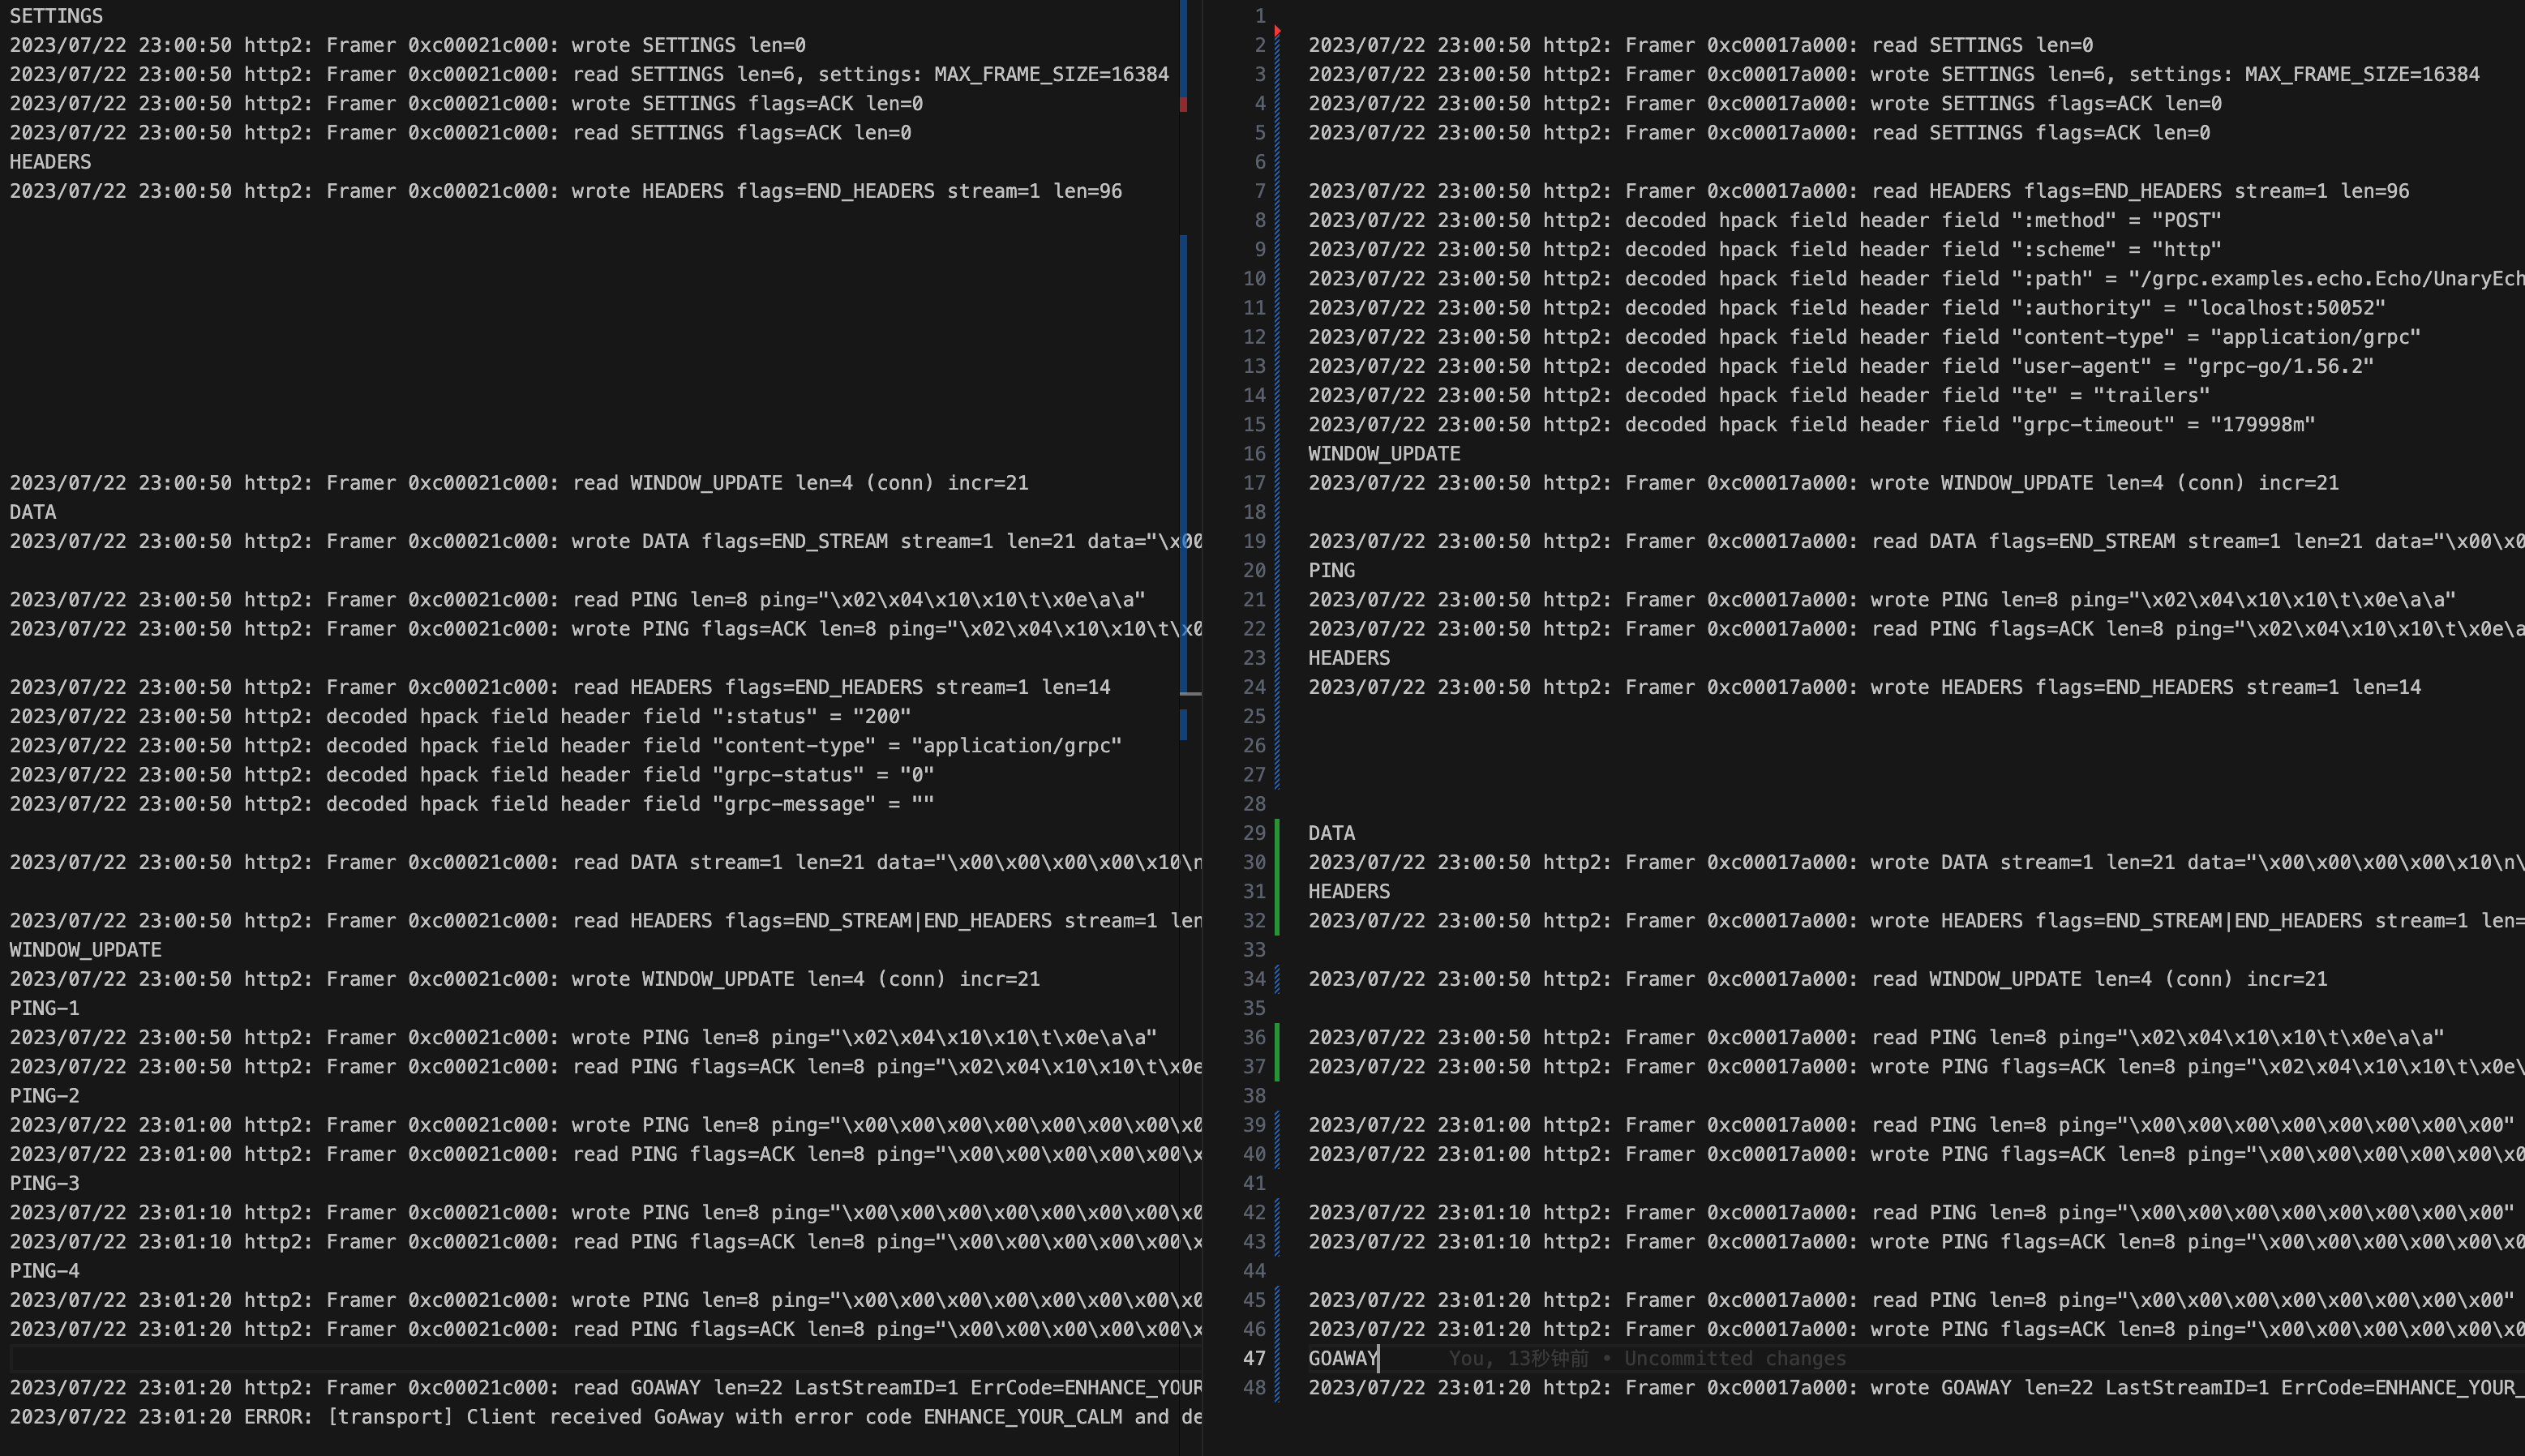 SETTINGS
2023/07/22 23:00:50 http2: Framer 0xc00021c000: wrote SETTINGS len=0
2023/07/22 23:00:50 http2: Framer 0xc00021c000: read SETTINGS len=6, settings: MAX_FRAME_SIZE=16384
2023/07/22 23:00:50 http2: Framer 0xc00021c000: wrote SETTINGS flags=ACK len=0
2023/07/22 23:00:50 http2: Framer 0xc00021c000: read SETTINGS flags=ACK len=0
HEADERS
2023/07/22 23:00:50 http2: Framer 0xc00021c000: wrote HEADERS flags=END_HEADERS stream=1 len=96
2023/07/22 23:00:50 http2: Framer 0xc00021c000: read WINDOW_UPDATE len=4 (conn) incr=21
DATA
2023/07/22 23:00:50 http2: Framer 0xc00021c000: wrote DATA flags=END_STREAM stream=1 len=21 data="\x00
2023/07/22 23:00:50 http2: Framer 0xc00021c000: read PING len=8 ping="\x02\x04\x10\x10\t\x0e\a\a"
2023/07/22 23:00:50 http2: Framer 0xc00021c000: wrote PING flags=ACK len=8 ping="\x02\x04\x10\x10\t\x0
2023/07/22 23:00:50 http2: Framer 0xc00021c000: read HEADERS flags=END_HEADERS stream=1 len=14
2023/07/22 23:00:50 http2: decoded hpack field header field ":status" = "200"
2023/07/22 23:00:50 http2: decoded hpack field header field "content-type" = "application/grpc"
2023/07/22 23:00:50 http2: decoded hpack field header field "grpc-status" = "0"
2023/07/22 23:00:50 http2: decoded hpack field header field "grpc-message" = ""
2023/07/22 23:00:50 http2: Framer 0xc00021c000: read DATA stream=1 len=21 data="\x00\x00\x00\x00\x10\n
2023/07/22 23:00:50 http2: Framer 0xc00021c000: read HEADERS flags=END_STREAM|END_HEADERS stream=1 len
WINDOW_UPDATE
2023/07/22 23:00:50 http2: Framer 0xc00021c000: wrote WINDOW_UPDATE len=4 (conn) incr=21
PING-1
2023/07/22 23:00:50 http2: Framer 0xc00021c000: wrote PING len=8 ping="\x02\x04\x10\x10\t\x0e\a\a"
2023/07/22 23:00:50 http2: Framer 0xc00021c000: read PING flags=ACK len=8 ping="\x02\x04\x10\x10\t\x0e
PING-2
2023/07/22 23:01:00 http2: Framer 0xc00021c000: wrote PING len=8 ping="\x00\x00\x00\x00\x00\x00\x00\x0
2023/07/22 23:01:00 http2: Framer 0xc00021c000: read PING flags=ACK len=8 ping="\x00\x00\x00\x00\x00\x
PING-3
2023/07/22 23:01:10 http2: Framer 0xc00021c000: wrote PING len=8 ping="\x00\x00\x00\x00\x00\x00\x00\x0
2023/07/22 23:01:10 http2: Framer 0xc00021c000: read PING flags=ACK len=8 ping="\x00\x00\x00\x00\x00\x
PING-4
2023/07/22 23:01:20 http2: Framer 0xc00021c000: wrote PING len=8 ping="\x00\x00\x00\x00\x00\x00\x00\x0
2023/07/22 23:01:20 http2: Framer 0xc00021c000: read PING flags=ACK len=8 ping="\x00\x00\x00\x00\x00\x
2023/07/22 23:01:20 http2: Framer 0xc00021c000: read GOAWAY len=22 LastStreamID=1 ErrCode=ENHANCE_YOUR
2023/07/22 23:01:20 ERROR: [transport] Client received GoAway with error code ENHANCE_YOUR_CALM and de
1
2 2023/07/22 23:00:50 http2: Framer 0xc00017a000: read SETTINGS len=0
3 2023/07/22 23:00:50 http2: Framer 0xc00017a000: wrote SETTINGS len=6, settings: MAX_FRAME_SIZE=16384
4 2023/07/22 23:00:50 http2: Framer 0xc00017a000: wrote SETTINGS flags=ACK len=0
5 2023/07/22 23:00:50 http2: Framer 0xc00017a000: read SETTINGS flags=ACK len=0
6
7 2023/07/22 23:00:50 http2: Framer 0xc00017a000: read HEADERS flags=END_HEADERS stream=1 len=96
8 2023/07/22 23:00:50 http2: decoded hpack field header field ":method" = "POST"
9 2023/07/22 23:00:50 http2: decoded hpack field header field ":scheme" = "http"
10 2023/07/22 23:00:50 http2: decoded hpack field header field ":path" = "/grpc.examples.echo.Echo/UnaryEch
11 2023/07/22 23:00:50 http2: decoded hpack field header field ":authority" = "localhost:50052"
12 2023/07/22 23:00:50 http2: decoded hpack field header field "content-type" = "application/grpc"
13 2023/07/22 23:00:50 http2: decoded hpack field header field "user-agent" = "grpc-go/1.56.2"
14 2023/07/22 23:00:50 http2: decoded hpack field header field "te" = "trailers"
15 2023/07/22 23:00:50 http2: decoded hpack field header field "grpc-timeout" = "179998m"
16 WINDOW_UPDATE
17 2023/07/22 23:00:50 http2: Framer 0xc00017a000: wrote WINDOW_UPDATE len=4 (conn) incr=21
18
19 2023/07/22 23:00:50 http2: Framer 0xc00017a000: read DATA flags=END_STREAM stream=1 len=21 data="\x00\x0
20 PING
21 2023/07/22 23:00:50 http2: Framer 0xc00017a000: wrote PING len=8 ping="\x02\x04\x10\x10\t\x0e\a\a"
22 2023/07/22 23:00:50 http2: Framer 0xc00017a000: read PING flags=ACK len=8 ping="\x02\x04\x10\x10\t\x0e\a
23 HEADERS
24 2023/07/22 23:00:50 http2: Framer 0xc00017a000: wrote HEADERS flags=END_HEADERS stream=1 len=14
25
26
27
28
29 DATA
30 2023/07/22 23:00:50 http2: Framer 0xc00017a000: wrote DATA stream=1 len=21 data="\x00\x00\x00\x00\x10\n\
31 HEADERS
32 2023/07/22 23:00:50 http2: Framer 0xc00017a000: wrote HEADERS flags=END_STREAM|END_HEADERS stream=1 len=
33
34 2023/07/22 23:00:50 http2: Framer 0xc00017a000: read WINDOW_UPDATE len=4 (conn) incr=21
35
36 2023/07/22 23:00:50 http2: Framer 0xc00017a000: read PING len=8 ping="\x02\x04\x10\x10\t\x0e\a\a"
37 2023/07/22 23:00:50 http2: Framer 0xc00017a000: wrote PING flags=ACK len=8 ping="\x02\x04\x10\x10\t\x0e\
38
39 2023/07/22 23:01:00 http2: Framer 0xc00017a000: read PING len=8 ping="\x00\x00\x00\x00\x00\x00\x00\x00"
40 2023/07/22 23:01:00 http2: Framer 0xc00017a000: wrote PING flags=ACK len=8 ping="\x00\x00\x00\x00\x00\x0
41
42 2023/07/22 23:01:10 http2: Framer 0xc00017a000: read PING len=8 ping="\x00\x00\x00\x00\x00\x00\x00\x00"
43 2023/07/22 23:01:10 http2: Framer 0xc00017a000: wrote PING flags=ACK len=8 ping="\x00\x00\x00\x00\x00\x0
44
45 2023/07/22 23:01:20 http2: Framer 0xc00017a000: read PING len=8 ping="\x00\x00\x00\x00\x00\x00\x00\x00"
46 2023/07/22 23:01:20 http2: Framer 0xc00017a000: wrote PING flags=ACK len=8 ping="\x00\x00\x00\x00\x00\x0
47 GOAWAY You, 13秒钟前 • Uncommitted changes
48 2023/07/22 23:01:20 http2: Framer 0xc00017a000: wrote GOAWAY len=22 LastStreamID=1 ErrCode=ENHANCE_YOUR_